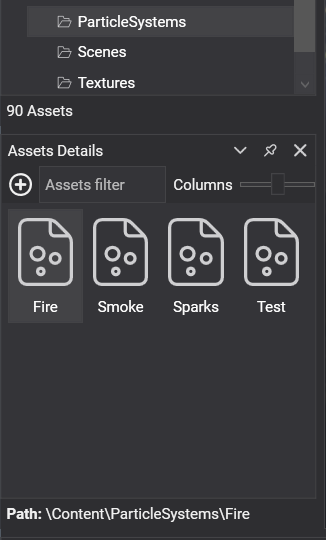 ParticleSystems
Scenes
Textures
90 Assets
Assets Details
Assets filter Columns
Fire Smoke Sparks Test
Path: \Content\ParticleSystems\Fire